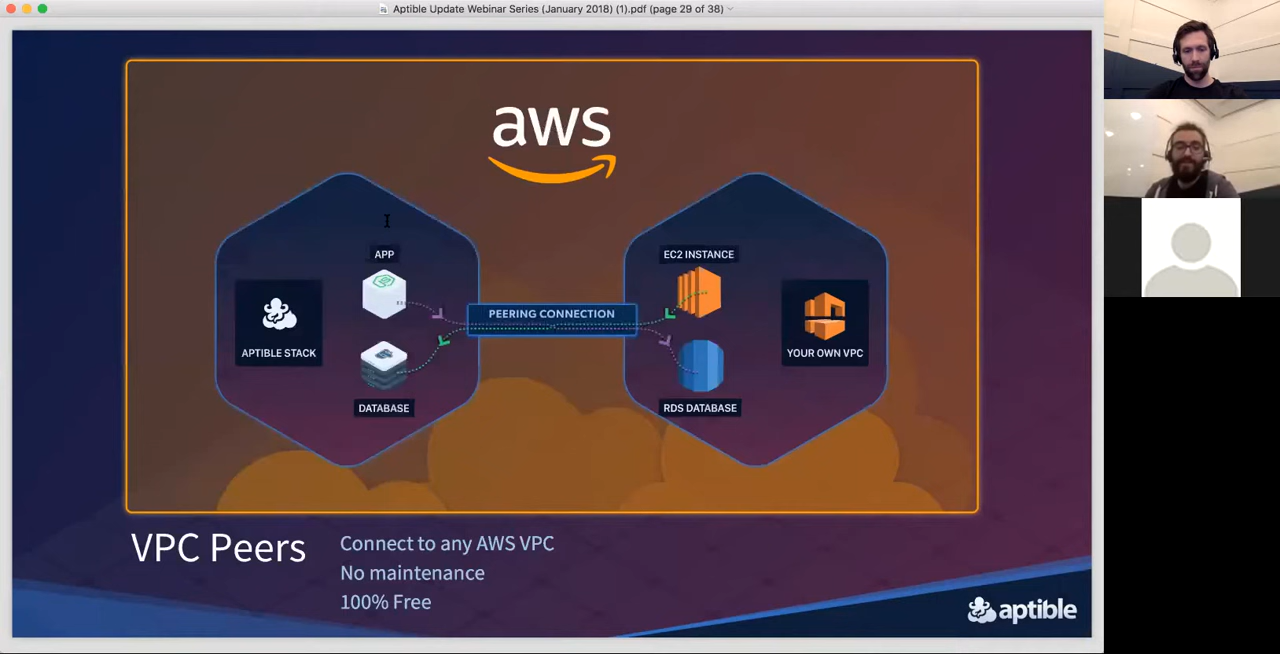 Aptible Update Webinar Series (January 2018) (1).pdf (page 29 of 38)
aws
APP
EC2 INSTANCE
PEERING CONNECTION
APTIBLE STACK
YOUR OWN VPC
DATABASE
RDS DATABASE
VPC Peers
Connect to any AWS VPC
No maintenance
100% Free
aptible